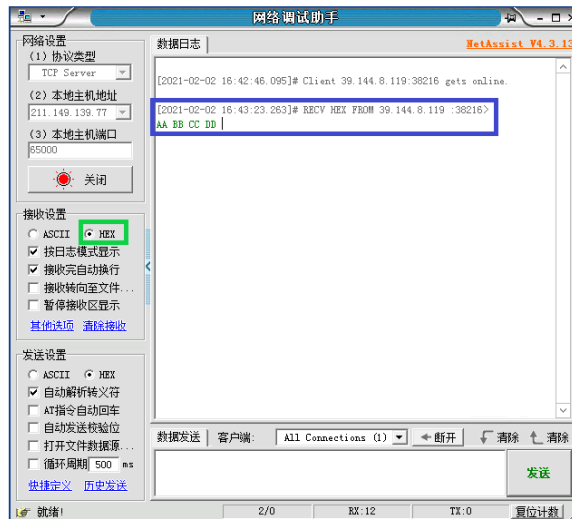 网络调试助手
网络设置
(1) 协议类型
TCP Server
(2) 本地主机地址
211.149.139.77
(3) 本地主机端口
65000
关闭
接收设置
ASCII HEX
按日志模式显示
接收完自动换行
接收转向至文件...
暂停接收区显示
其他选项 清除接收
发送设置
ASCII HEX
自动解析转义符
AT指令自动回车
自动发送校验位
打开文件数据源...
循环周期 500 ms
快捷定义 历史发送
数据日志
NetAssist V4.3.13
[2021-02-02 16:42:46.095]# Client 39.144.8.119:38216 gets online.
[2021-02-02 16:43:23.263]# RECV HEX FROM 39.144.8.119 :38216>
AA BB CC DD
数据发送 客户端: All Connections (1) 断开 清除 清除
发送
就绪! 2/0 RX:12 TX:0 复位计数